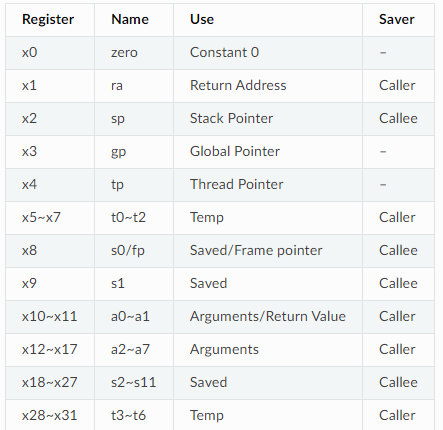 Register Name Use Saver
x0 zero Constant 0 –
x1 ra Return Address Caller
x2 sp Stack Pointer Callee
x3 gp Global Pointer –
x4 tp Thread Pointer –
x5~x7 t0~t2 Temp Caller
x8 s0/fp Saved/Frame pointer Callee
x9 s1 Saved Callee
x10~x11 a0~a1 Arguments/Return Value Caller
x12~x17 a2~a7 Arguments Caller
x18~x27 s2~s11 Saved Callee
x28~x31 t3~t6 Temp Caller